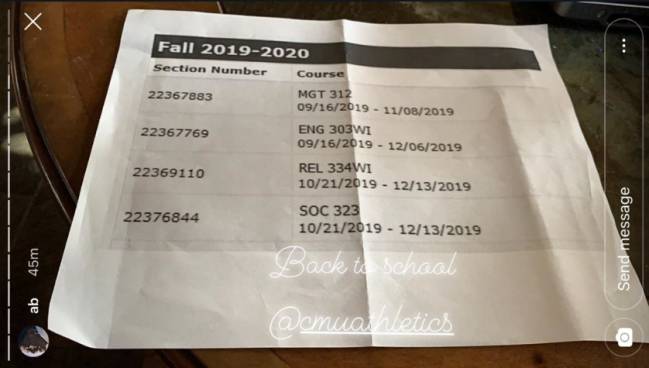 Fall 2019-2020
Section Number Course
22367883 MGT 312
09/16/2019 - 11/08/2019
22367769 ENG 303WI
09/16/2019 - 12/06/2019
22369110 REL 334WI
10/21/2019 - 12/13/2019
22376844 SOC 323
10/21/2019 - 12/13/2019
Back to school
@cmuathletics
ab 45m
Send message